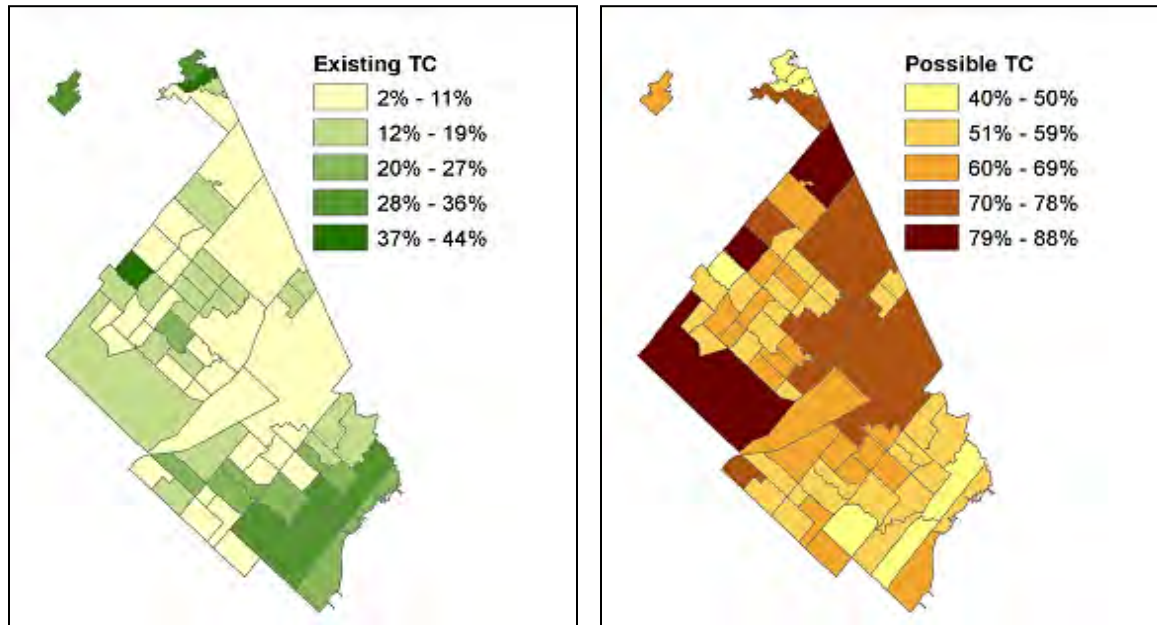 Existing TC
2% - 11%
12% - 19%
20% - 27%
28% - 36%
37% - 44%
Possible TC
40% - 50%
51% - 59%
60% - 69%
70% - 78%
79% - 88%